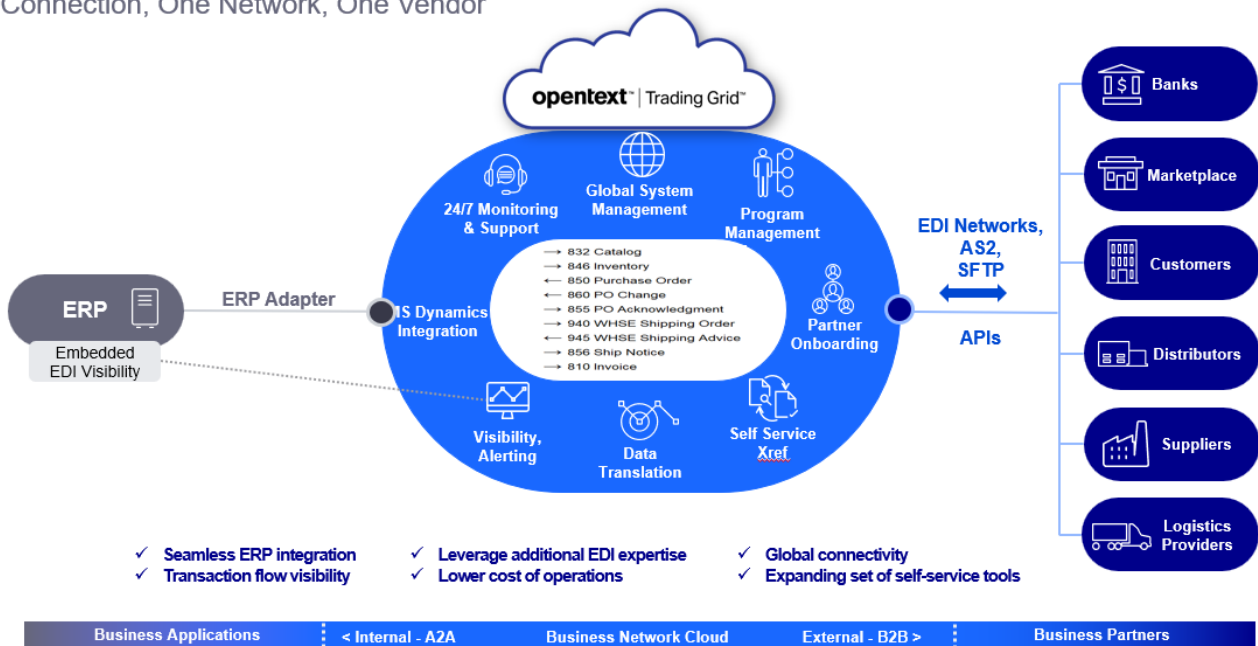 Connection, One Network, One Vendor
opentext™ | Trading Grid™
24/7 Monitoring
& Support
Global System
Management
Program
Management
→ 832 Catalog
→ 846 Inventory
← 850 Purchase Order
← 860 PO Change
→ 855 PO Acknowledgment
→ 940 WHSE Shipping Order
← 945 WHSE Shipping Advice
→ 856 Ship Notice
→ 810 Invoice
ERP
Embedded
EDI Visibility
ERP Adapter
IS Dynamics
Integration
Partner
Onboarding
Visibility,
Alerting
Data
Translation
Self Service
Xref
EDI Networks,
AS2,
SFTP
APIs
$
Banks
Marketplace
Customers
Distributors
Suppliers
Logistics
Providers
✓ Seamless ERP integration
✓ Transaction flow visibility
✓ Leverage additional EDI expertise
✓ Lower cost of operations
✓ Global connectivity
✓ Expanding set of self-service tools
Business Applications
< Internal - A2A
Business Network Cloud
External - B2B >
Business Partners